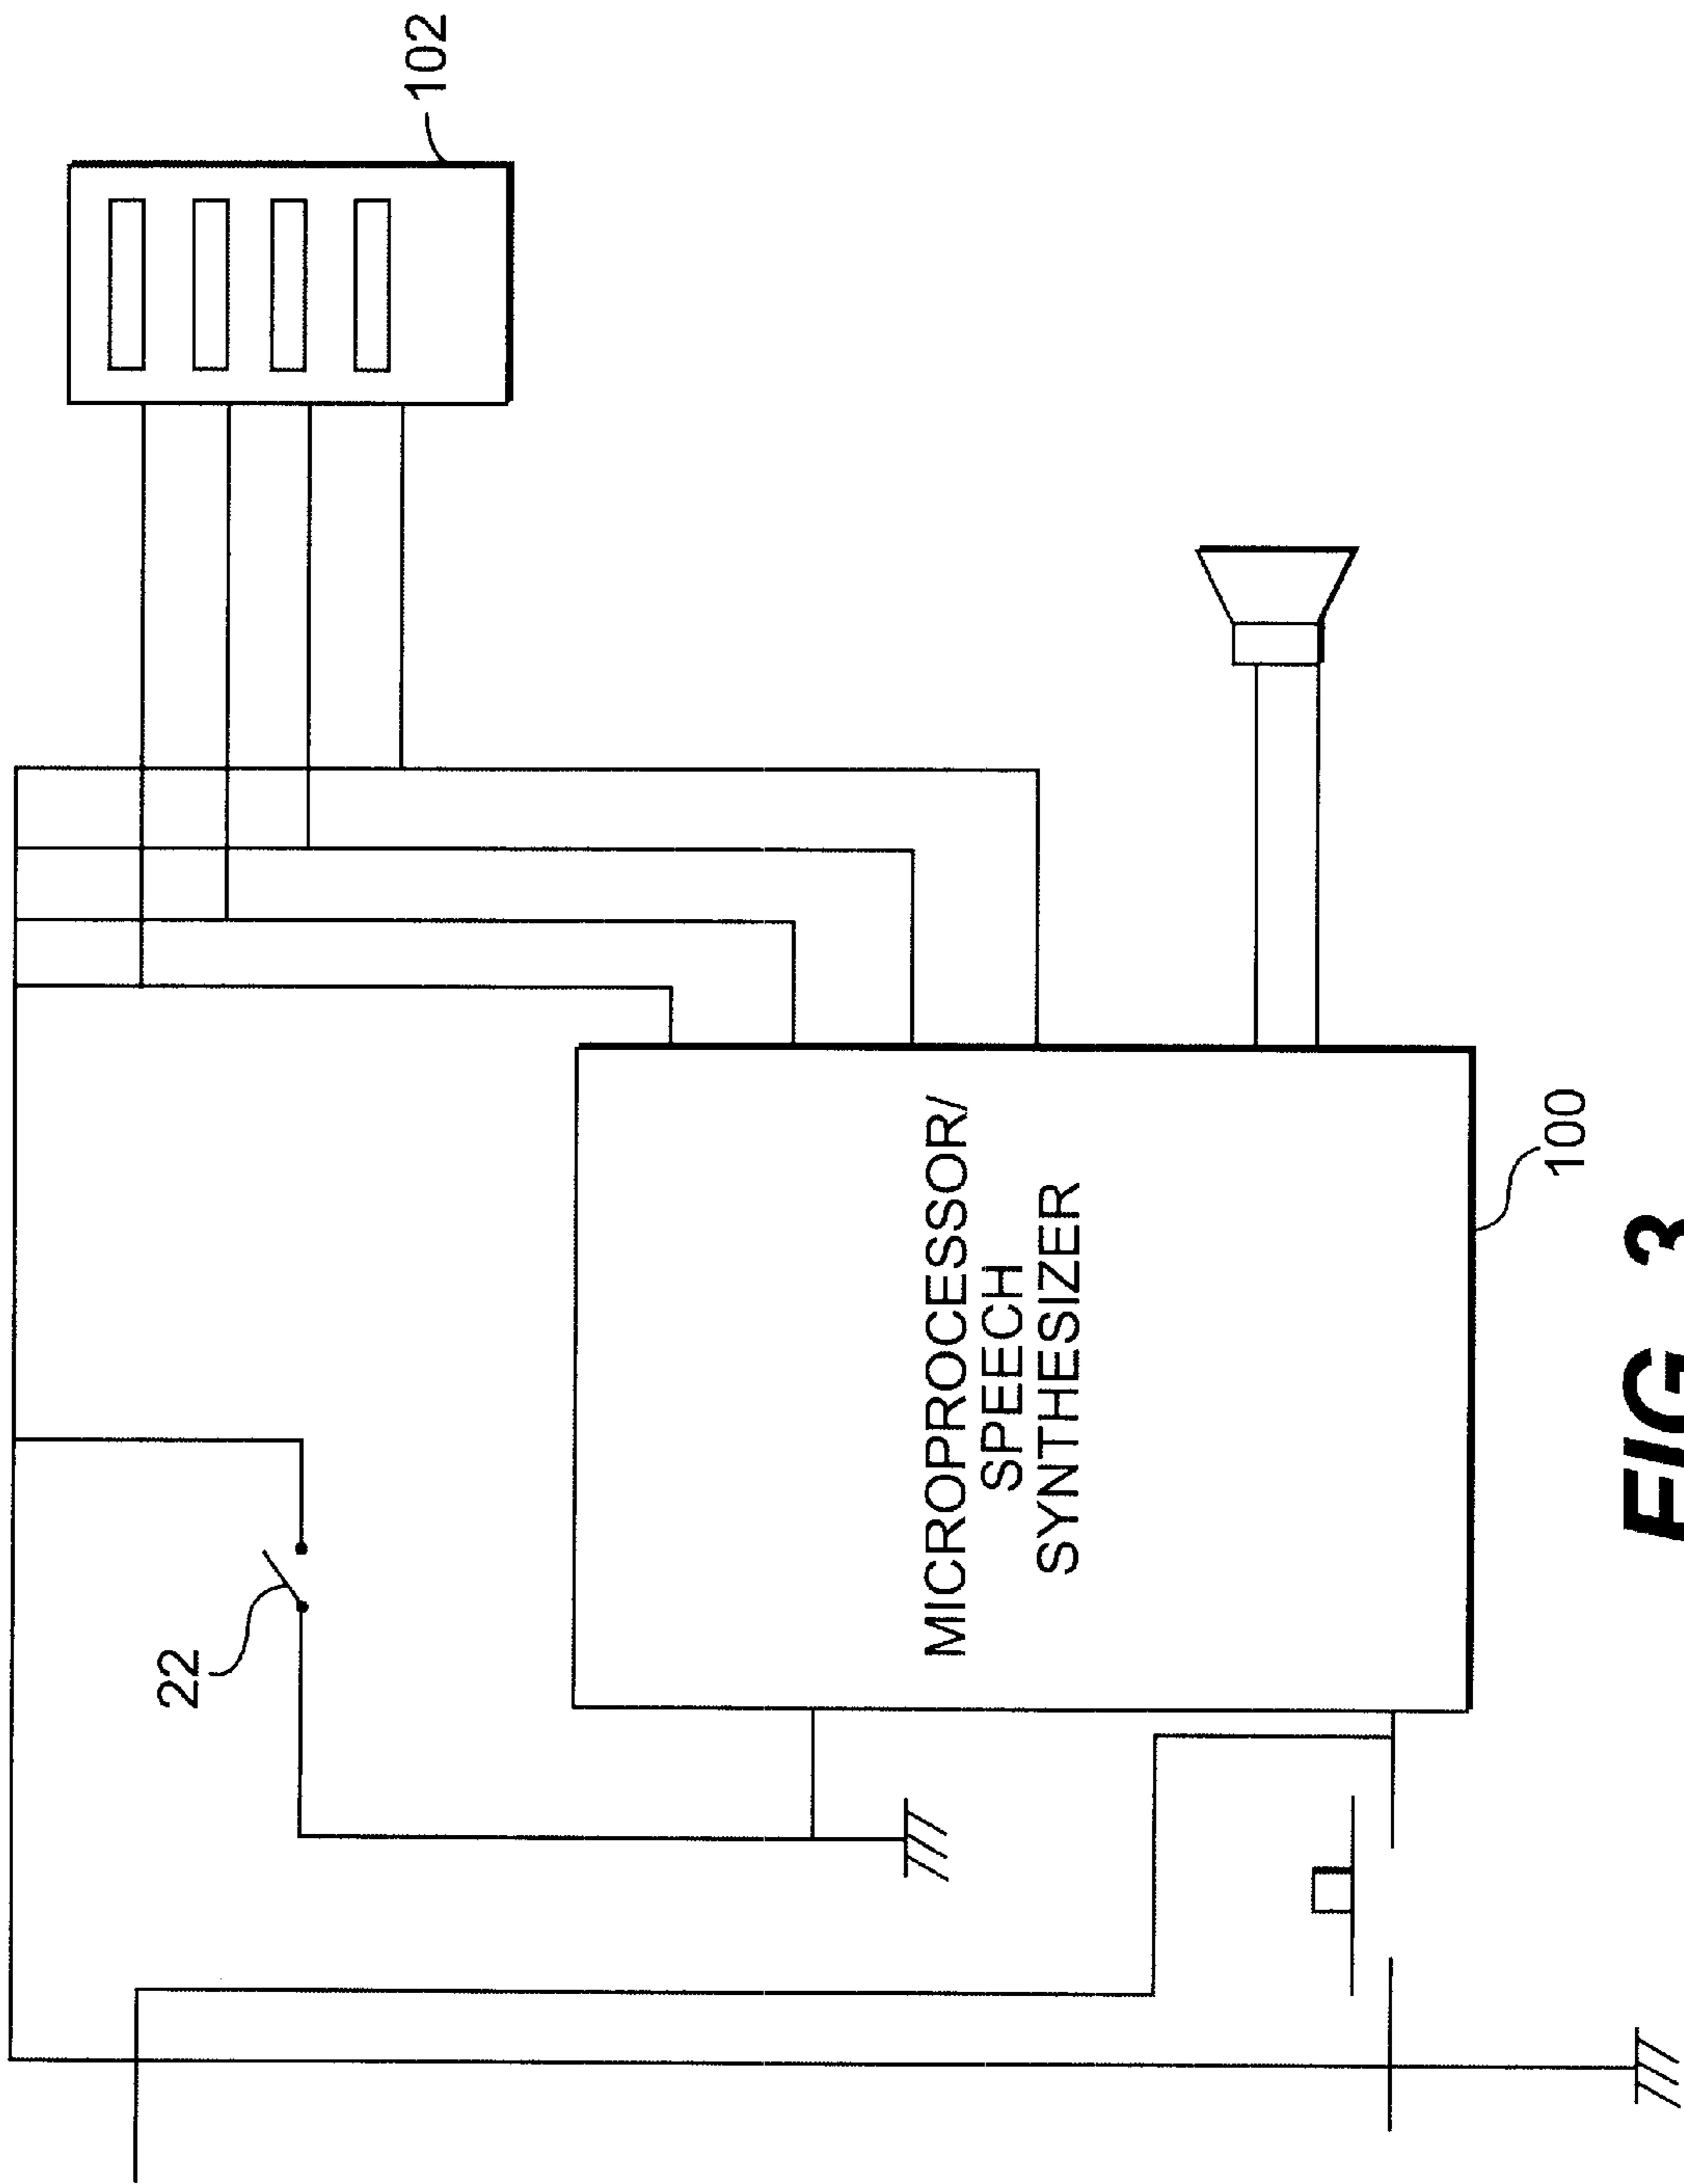 102
22
MICROPROCESSOR/
SPEECH
SYNTHESIZER
100
FIG 3